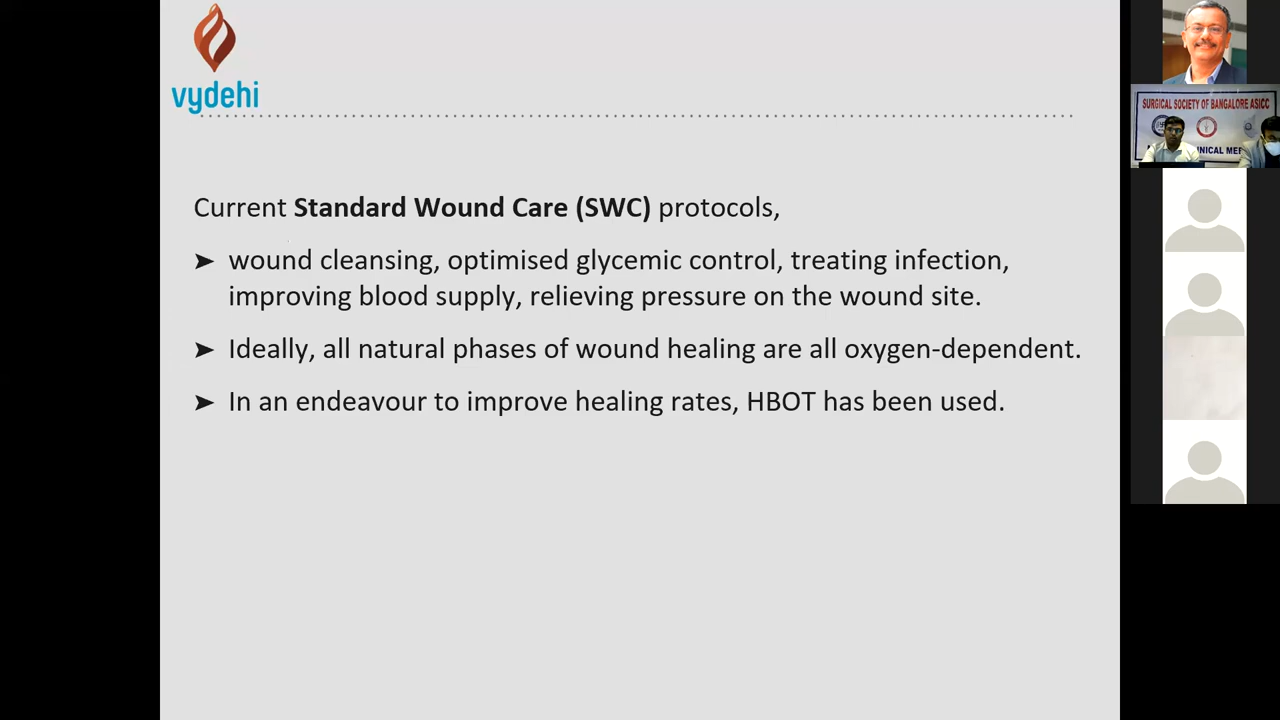 vydehi
Current Standard Wound Care (SWC) protocols,
➤ wound cleansing, optimised glycemic control, treating infection,
improving blood supply, relieving pressure on the wound site.
➤ Ideally, all natural phases of wound healing are all oxygen-dependent.
➤ In an endeavour to improve healing rates, HBOT has been used.
SURGICAL SOCIETY OF BANGALORE ASICC